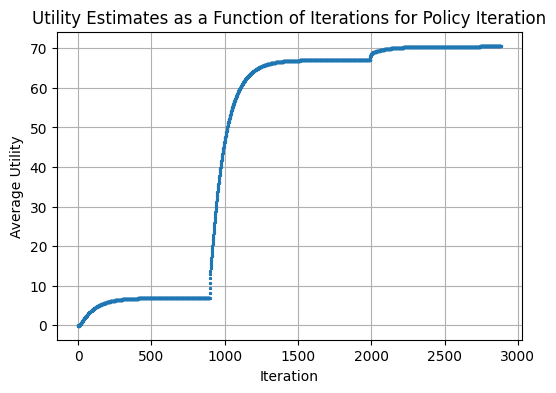 Utility Estimates as a Function of Iterations for Policy Iteration
70
60
50
40
30
20
10
0
Average Utility
0 500 1000 1500 2000 2500 3000
Iteration